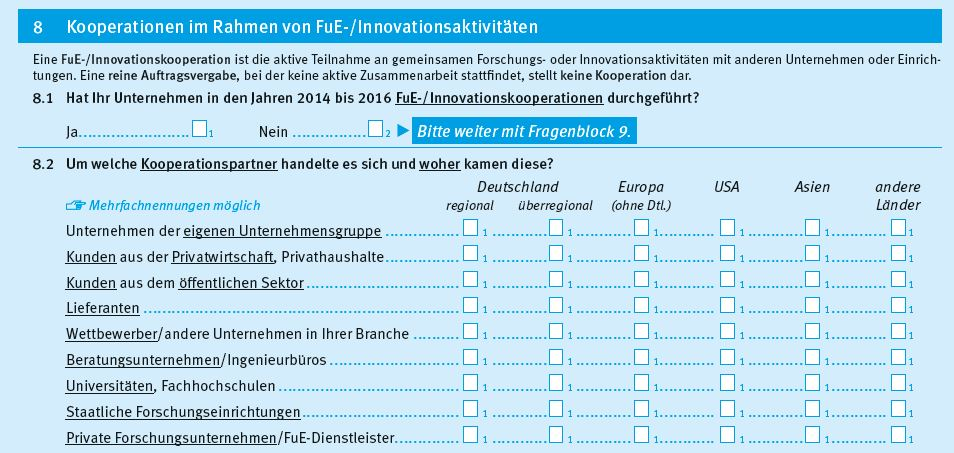 8 Kooperationen im Rahmen von FuE-/Innovationsaktivitäten
Eine FuE-/Innovationskooperation ist die aktive Teilnahme an gemeinsamen Forschungs- oder Innovationsaktivitäten mit anderen Unternehmen oder Einrich-
tungen. Eine reine Auftragsvergabe, bei der keine aktive Zusammenarbeit stattfindet, stellt keine Kooperation dar.
8.1 Hat Ihr Unternehmen in den Jahren 2014 bis 2016 FuE-/Innovationskooperationen durchgeführt?
Ja........................ □1 Nein ................ □2 ▶ Bitte weiter mit Fragenblock 9.
8.2 Um welche Kooperationspartner handelte es sich und woher kamen diese?
Deutschland Europa USA Asien andere
☞ Mehrfachnennungen möglich regional überregional (ohne Dtl.) Länder
Unternehmen der eigenen Unternehmensgruppe ................ □ 1 ............ □ 1 ............ □ 1............ □ 1 ............ □ 1............ □1
Kunden aus der Privatwirtschaft, Privathaushalte................ □ 1 ............ □ 1 ............ □ 1............ □ 1 ............ □ 1............ □1
Kunden aus dem öffentlichen Sektor ................ □ 1 ............ □ 1 ............ □ 1............ □ 1 ............ □ 1............ □1
Lieferanten ................ □ 1 ............ □ 1 ............ □ 1............ □ 1 ............ □ 1............ □1
Wettbewerber/andere Unternehmen in Ihrer Branche .......... □ 1 ............ □ 1 ............ □ 1............ □ 1 ............ □ 1............ □1
Beratungsunternehmen/Ingenieurbüros ................ □ 1 ............ □ 1 ............ □ 1............ □ 1 ............ □ 1............ □1
Universitäten, Fachhochschulen ................ □ 1 ............ □ 1 ............ □ 1............ □ 1 ............ □ 1............ □1
Staatliche Forschungseinrichtungen................ □ 1 ............ □ 1 ............ □ 1............ □ 1 ............ □ 1............ □1
Private Forschungsunternehmen/FuE-Dienstleister............. □ 1 ............ □ 1 ............ □ 1............ □ 1 ............ □ 1............ □1